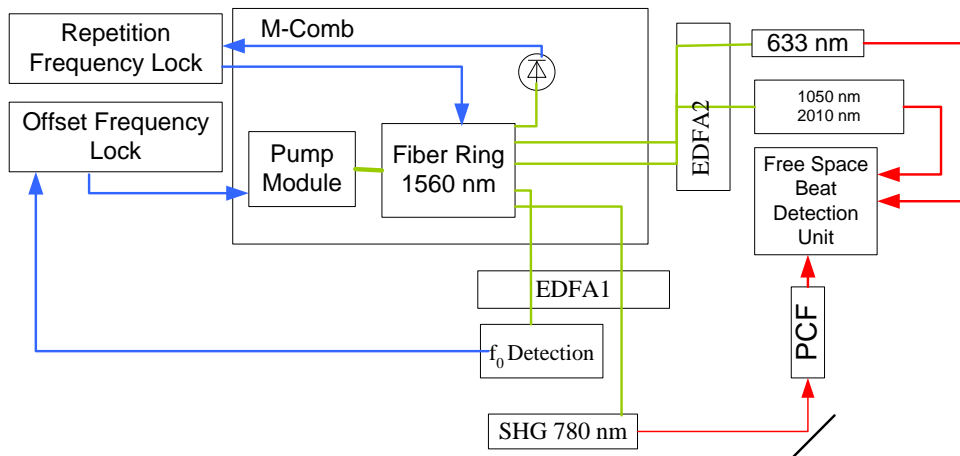 Repetition
Frequency Lock
Offset Frequency
Lock
M-Comb
Pump
Module
Fiber Ring
1560 nm
EDFA2
633 nm
1050 nm
2010 nm
Free Space
Beat
Detection
Unit
EDFA1
f0 Detection
PCF
SHG 780 nm